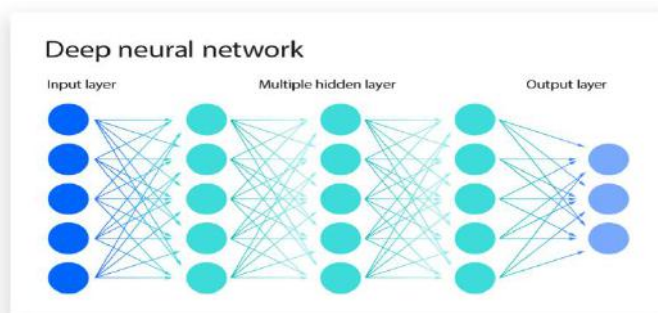 Deep neural network
Input layer
Multiple hidden layer
Output layer